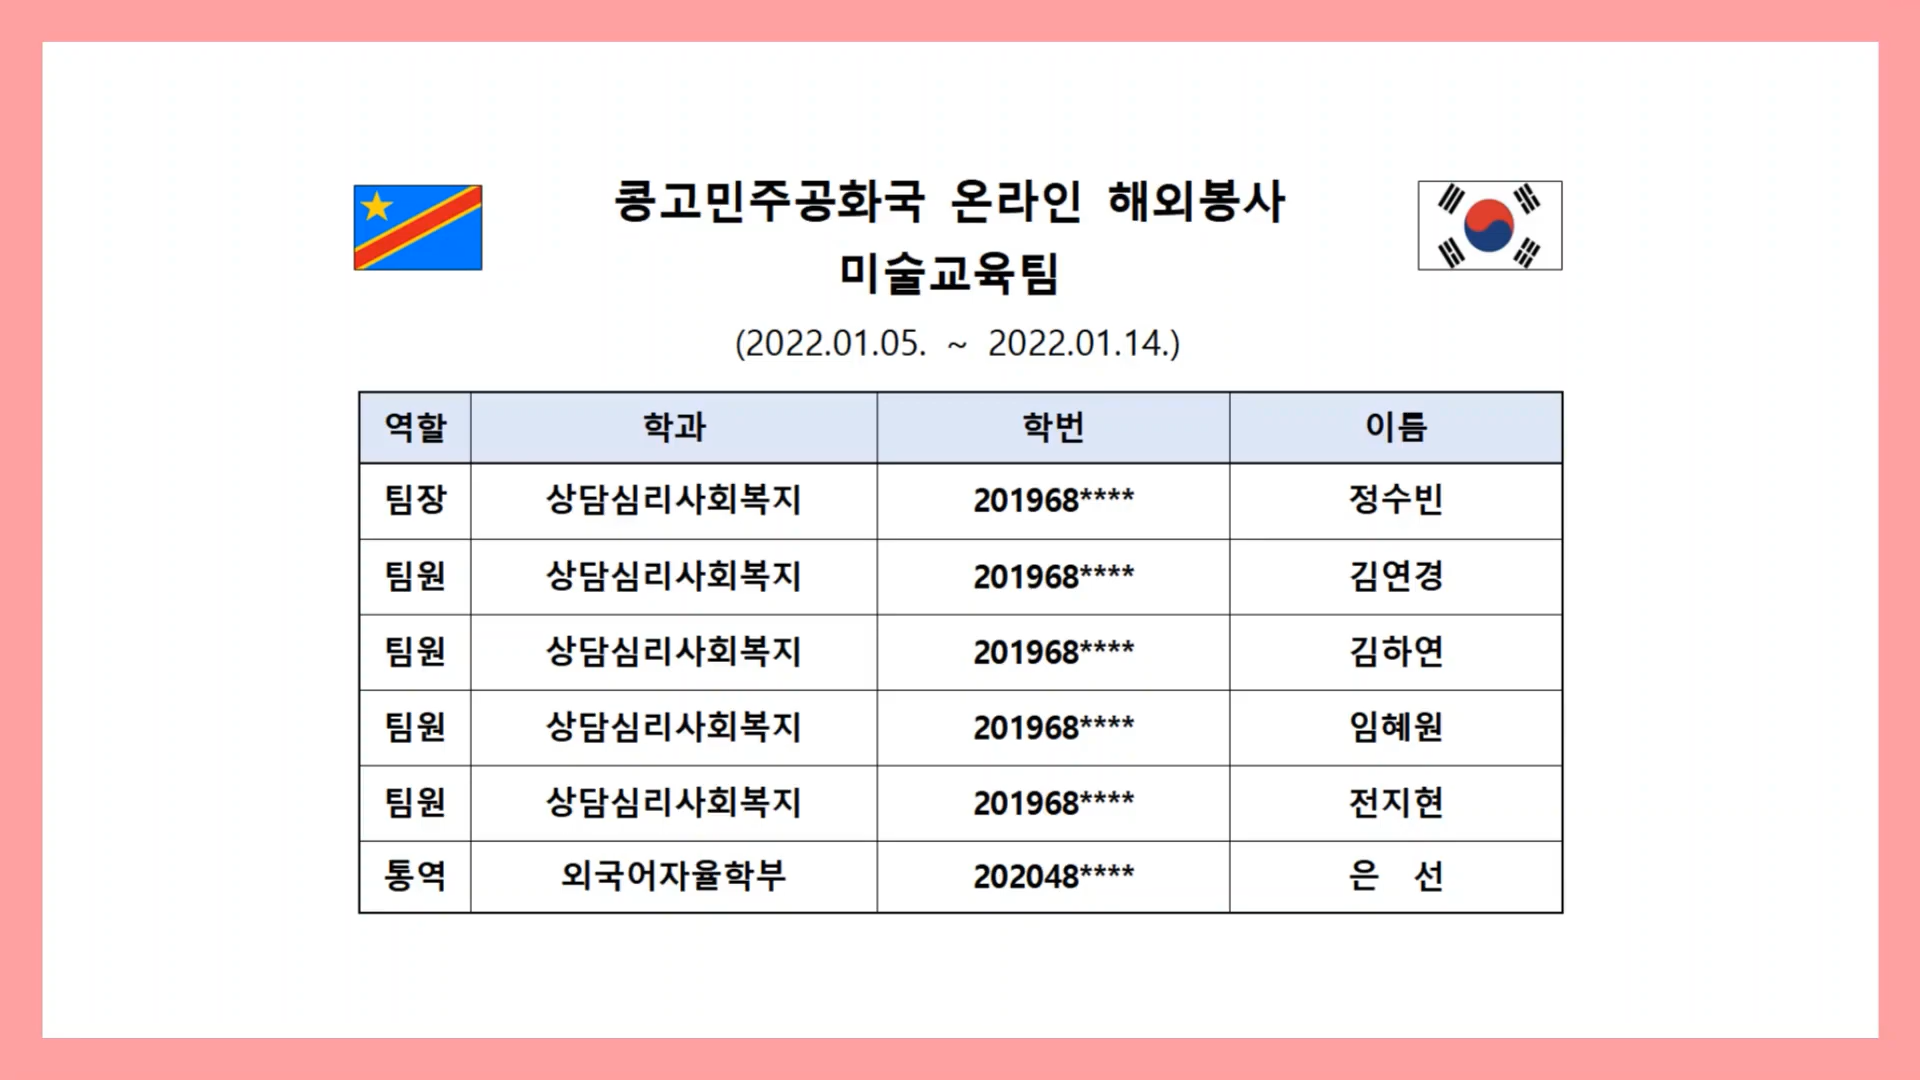 콩고민주공화국 온라인 해외봉사
미술교육팀
(2022.01.05. ~ 2022.01.14.)
역할 학과 학번 이름
팀장 상담심리사회복지 201968**** 정수빈
팀원 상담심리사회복지 201968**** 김연경
팀원 상담심리사회복지 201968**** 김하연
팀원 상담심리사회복지 201968**** 임혜원
팀원 상담심리사회복지 201968**** 전지현
통역 외국어자율학부 202048**** 은 선